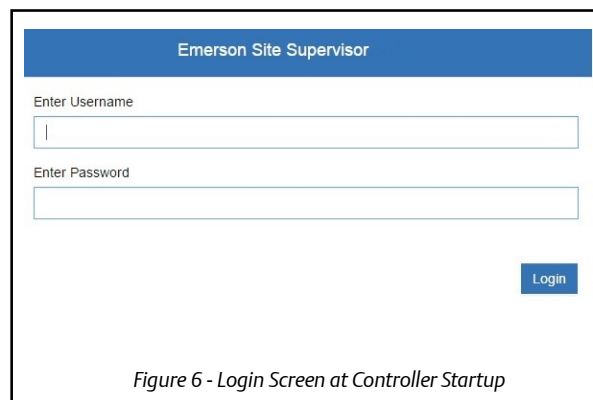 Emerson Site Supervisor
Enter Username
Enter Password
Login
Figure 6 - Login Screen at Controller Startup